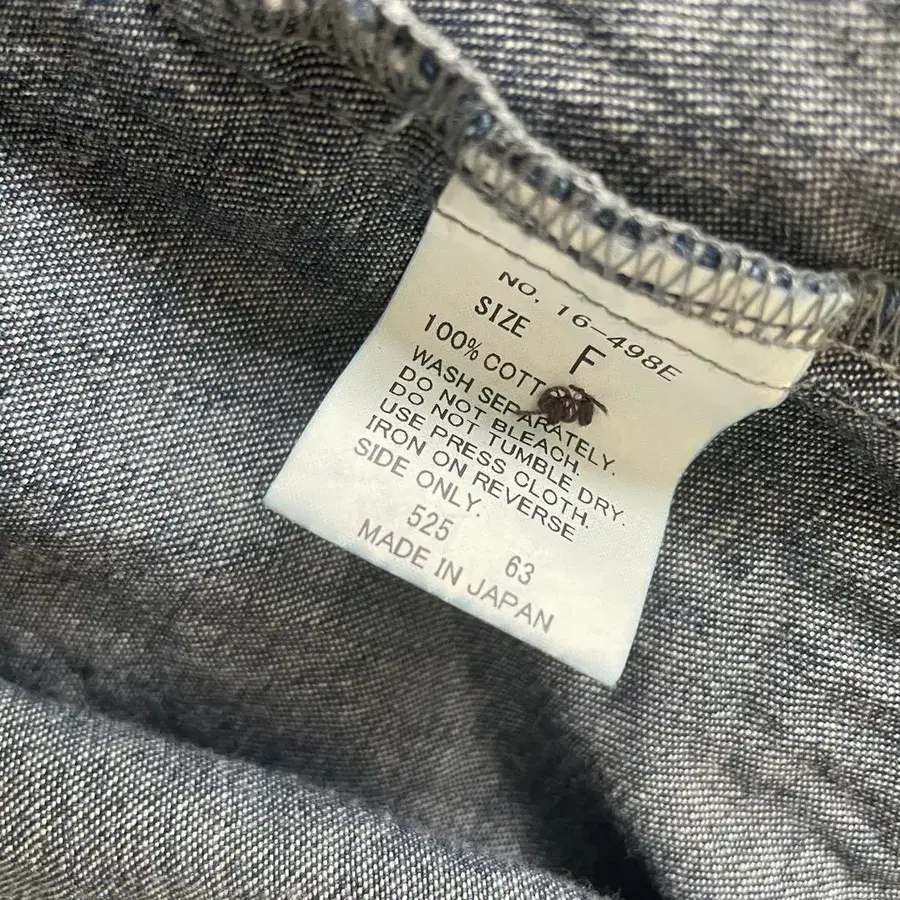 NO. 16-498E
SIZE F
100% COTT
WASH SEPARATELY.
DO NOT BLEACH.
DO NOT TUMBLE DRY.
USE PRESS CLOTH.
IRON ON REVERSE
SIDE ONLY.
525 63
MADE IN JAPAN